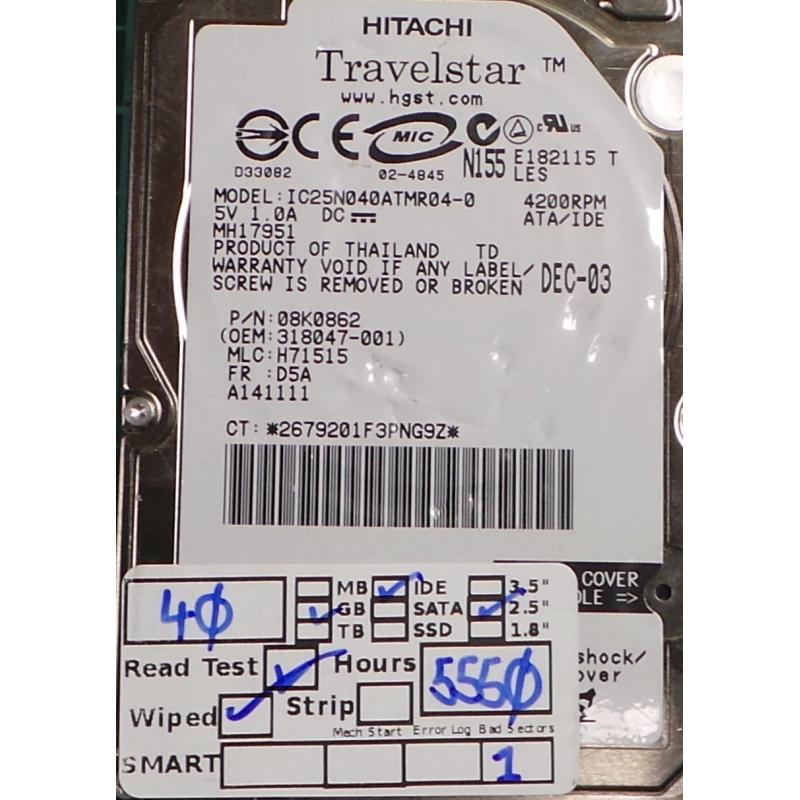 HITACHI
Travelstar ™
www.hgst.com
MIC
c UR us
D33082 02-4845 N155 E182115 T
LES
MODEL:IC25N040ATMR04-0 4200RPM
5V 1.0A DC ATA/IDE
MH17951
PRODUCT OF THAILAND TD
WARRANTY VOID IF ANY LABEL/
SCREW IS REMOVED OR BROKEN DEC-03
P/N:08K0862
(OEM:318047-001)
MLC:H71515
FR :D5A
A141111
CT: *2679201F3PNG9Z*
COVER
=>
shock/
40 MB IDE 3.5"
GB SATA 2.5"
TB SSD 1.8"
Read Test Hours 5550
Wiped Strip
Mech Start Error Log Bad Sectors
SMART 1